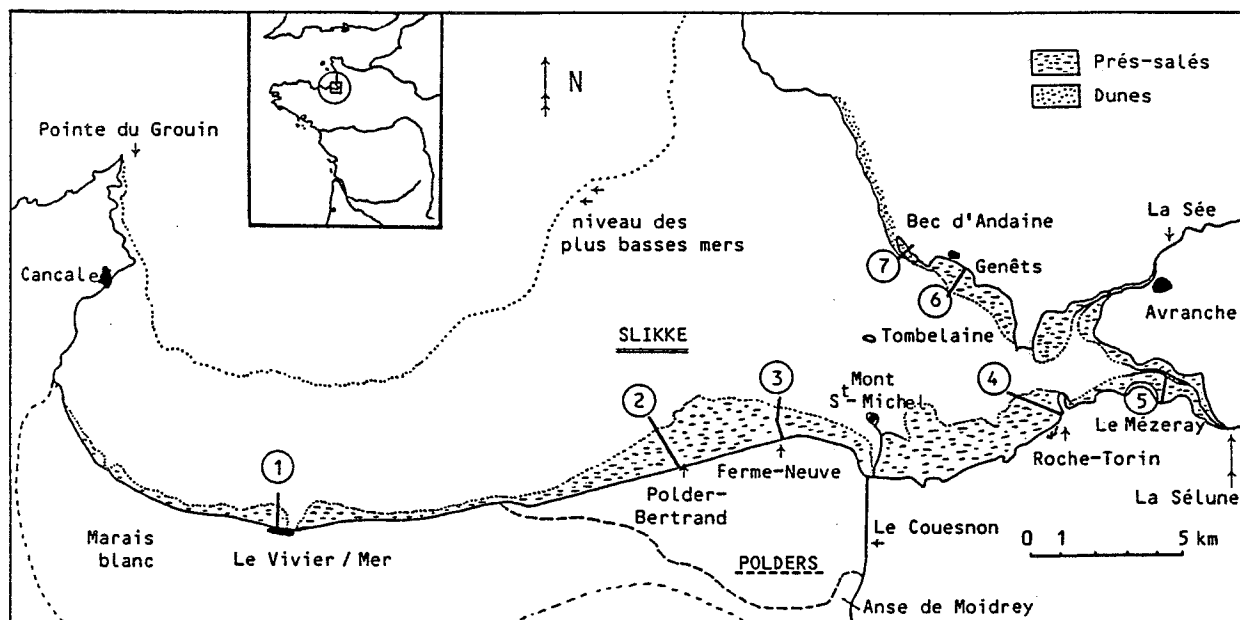 N
Prés-salés
Dunes
Pointe du Grouin
niveau des
plus basses mers
Bec d'Andaine
La Sée
Cancale
7
Genêts
6
Avranche
SLIKKE
Tombelaine
2
3
Mont
St-Michel
4
5
Le Mézeray
1
Ferme-Neuve
Roche-Torin
Polder-
Bertrand
La Sélune
Marais
blanc
Le Vivier / Mer
Le Couesnon
0 1 5 km
POLDERS
Anse de Moidrey